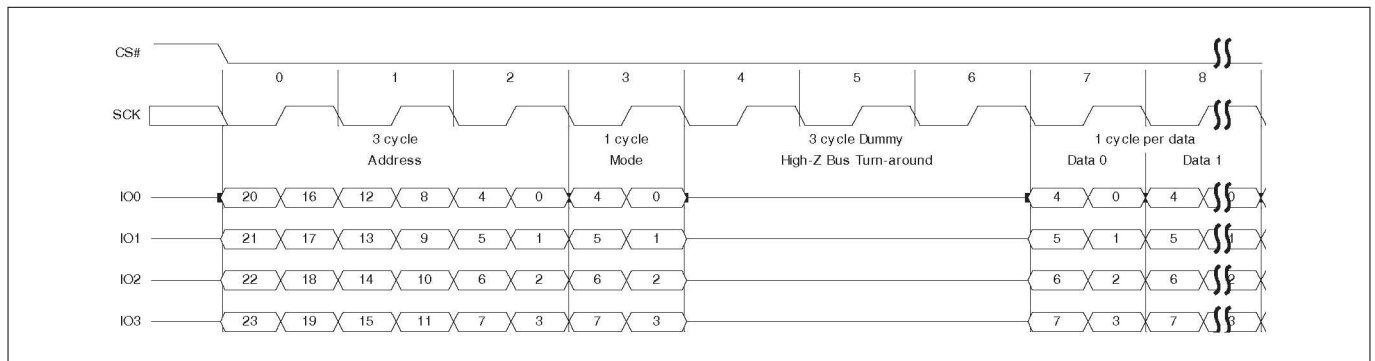 CS#
0 1 2 3 4 5 6 7 8
SCK
3 cycle 1 cycle 3 cycle Dummy 1 cycle per data
Address Mode High-Z Bus Turn-around Data 0 Data 1
IO0 20 16 12 8 4 0 4 0 4 0 4 0
IO1 21 17 13 9 5 1 5 1 5 1 5 1
IO2 22 18 14 10 6 2 6 2 6 2 6 2
IO3 23 19 15 11 7 3 7 3 7 3 7 3